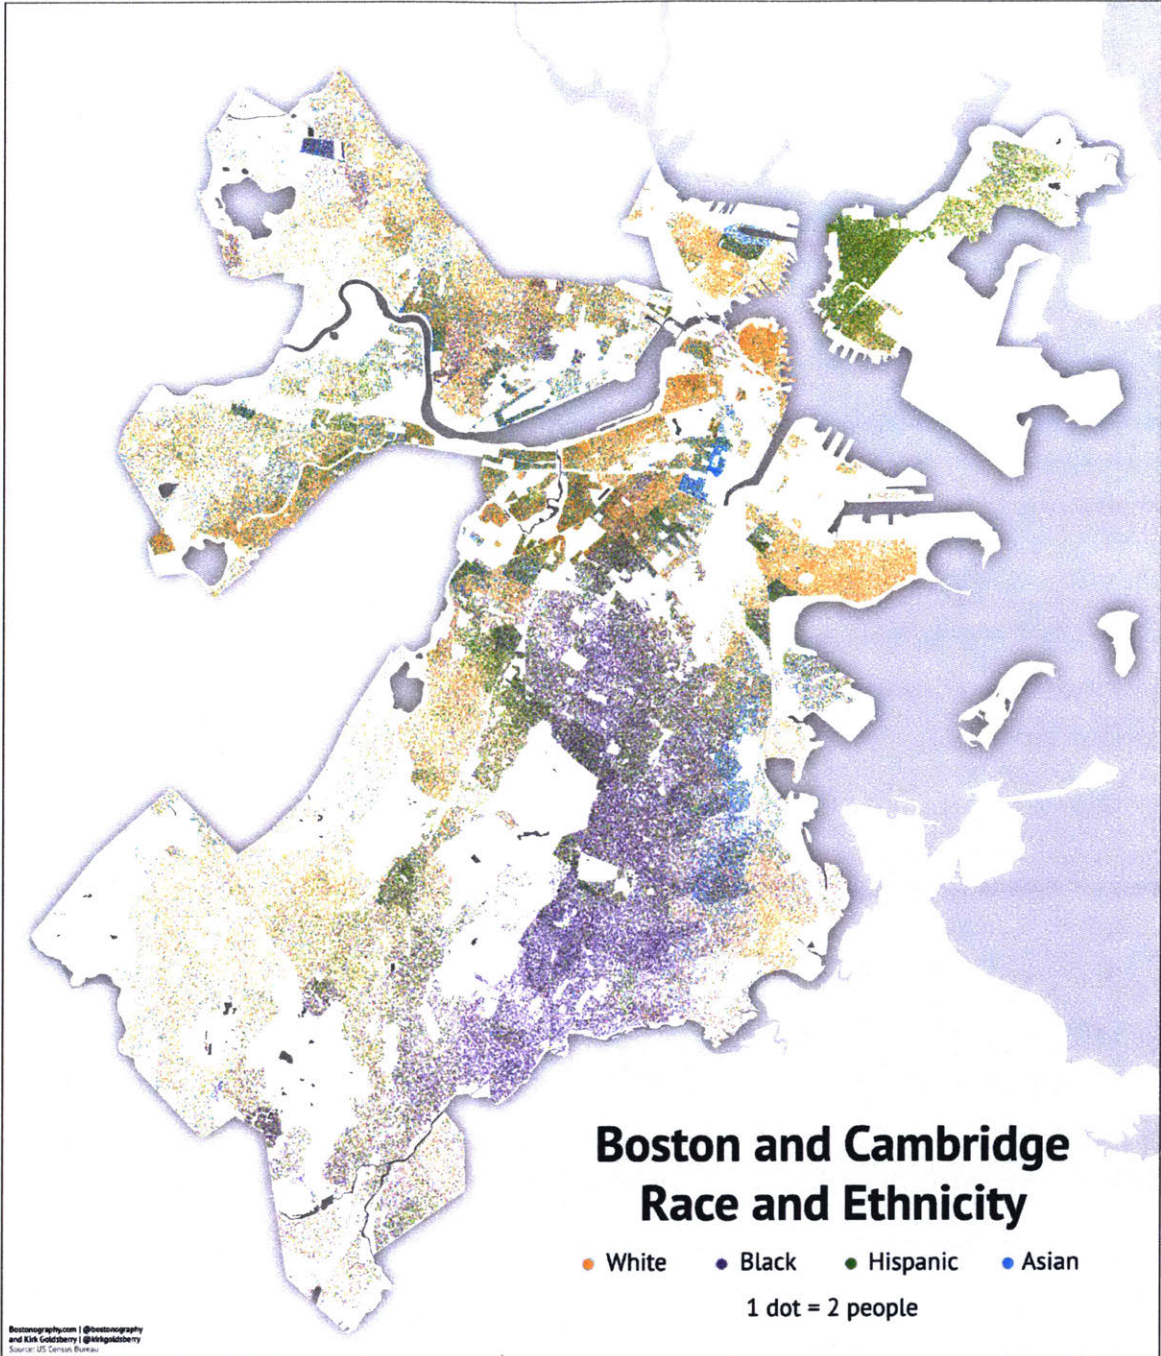 Boston and Cambridge
Race and Ethnicity
White Black Hispanic Asian
1 dot = 2 people
Bostonography.com | @bostonography
and Kirk Goldsberry | @kirkgoldsberry
Source: US Census Bureau